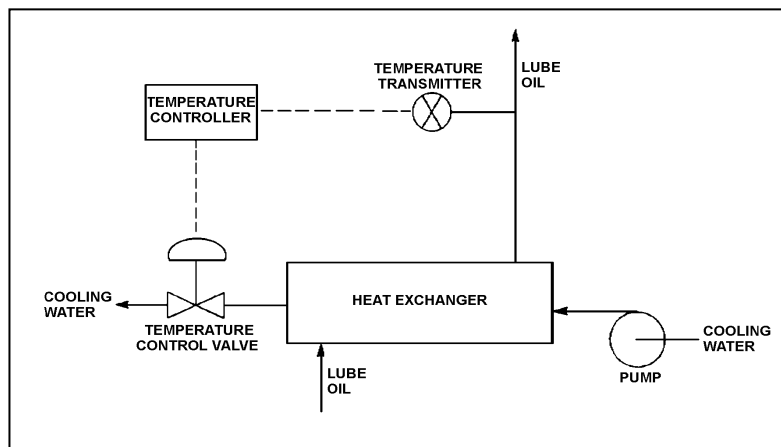 TEMPERATURE
TRANSMITTER
LUBE
OIL
TEMPERATURE
CONTROLLER
HEAT EXCHANGER
COOLING
WATER
TEMPERATURE
CONTROL VALVE
COOLING
WATER
PUMP
LUBE
OIL